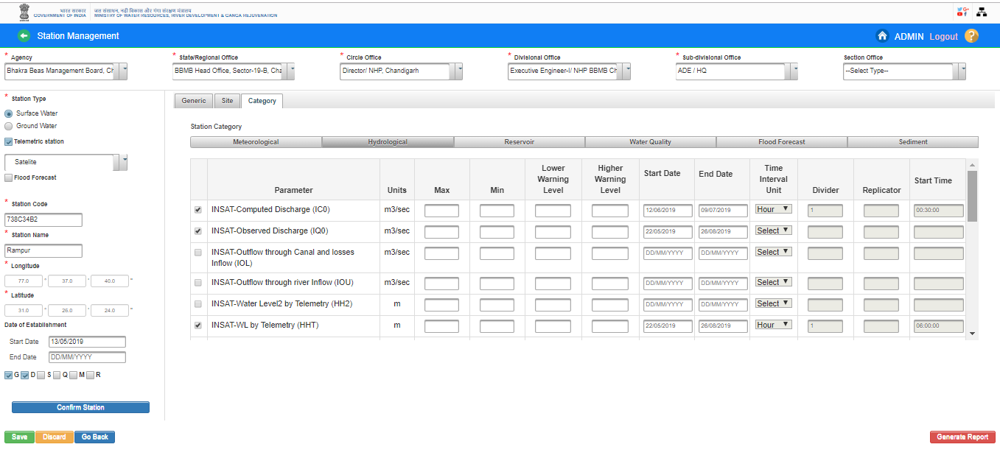 भारत सरकार
GOVERNMENT OF INDIA
जल संसाधन, नदी विकास और गंगा संरक्षण मंत्रालय
MINISTRY OF WATER RESOURCES, RIVER DEVELOPMENT & GANGA REJUVENATION
Station Management
ADMIN Logout ?
* Agency * State/Regional Office * Circle Office * Divisional Office * Sub-divisional Office Section Office
Bhakra Beas Management Board, Ch BBMB Head Office, Sector-19-B, Cha Director/ NHP, Chandigarh Executive Engineer-I/ NHP BBMB Ch ADE / HQ --Select Type--
* Station Type
Surface Water
Ground Water
Telemetric station
Satelite
Flood Forecast
* Station Code
738C34B2
* Station Name
Rampur
* Longitude
77.0 ° 37.0 ' 40.0 "
* Latitude
31.0 ° 26.0 ' 24.0 "
Date of Establishment
Start Date 13/05/2019
End Date DD/MM/YYYY
G D S Q M R
Confirm Station
Generic Site Category
Station Category
Meteorological Hydrological Reservoir Water Quality Flood Forecast Sediment
Parameter Units Max Min Lower Warning Level Higher Warning Level Start Date End Date Time Interval Unit Divider Replicator Start Time
INSAT-Computed Discharge (IC0) m3/sec 12/06/2019 09/07/2019 Hour 1 00:30:00
INSAT-Observed Discharge (IQ0) m3/sec 22/05/2019 26/08/2019 Select
INSAT-Outflow through Canal and losses Inflow (IOL) m3/sec DD/MM/YYYY DD/MM/YYYY Select
INSAT-Outflow through river Inflow (IOU) m3/sec DD/MM/YYYY DD/MM/YYYY Select
INSAT-Water Level2 by Telemetry (HH2) m DD/MM/YYYY DD/MM/YYYY Select
INSAT-WL by Telemetry (HHT) m 22/05/2019 26/08/2019 Hour 1 06:00:00
Save Discard Go Back
Generate Report